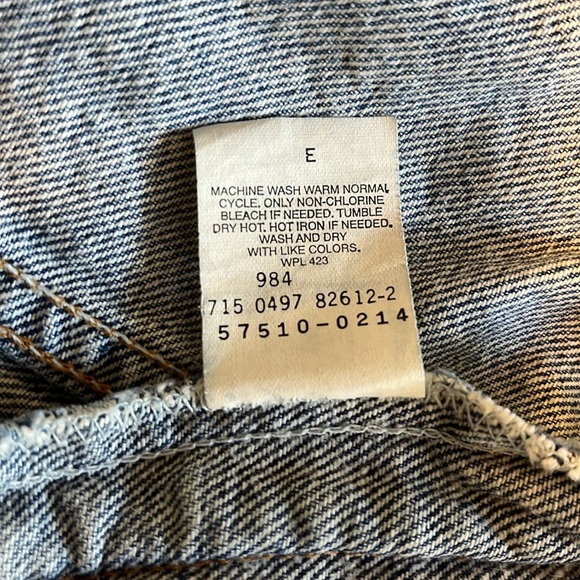 E
MACHINE WASH WARM NORMAL
CYCLE. ONLY NON-CHLORINE
BLEACH IF NEEDED. TUMBLE
DRY HOT. HOT IRON IF NEEDED.
WASH AND DRY
WITH LIKE COLORS.
WPL 423
984
715 0497 82612-2
57510-0214